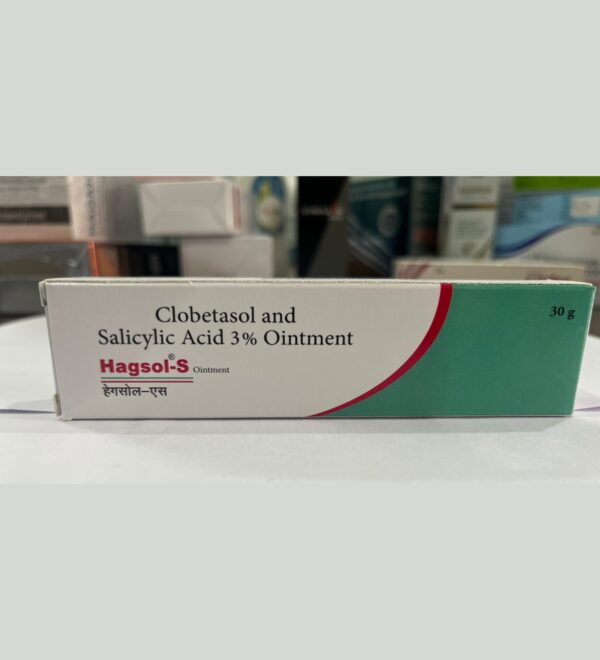 Clobetasol and
Salicylic Acid 3% Ointment
Hagsol®-S Ointment
हेगसोल–एस
30 g